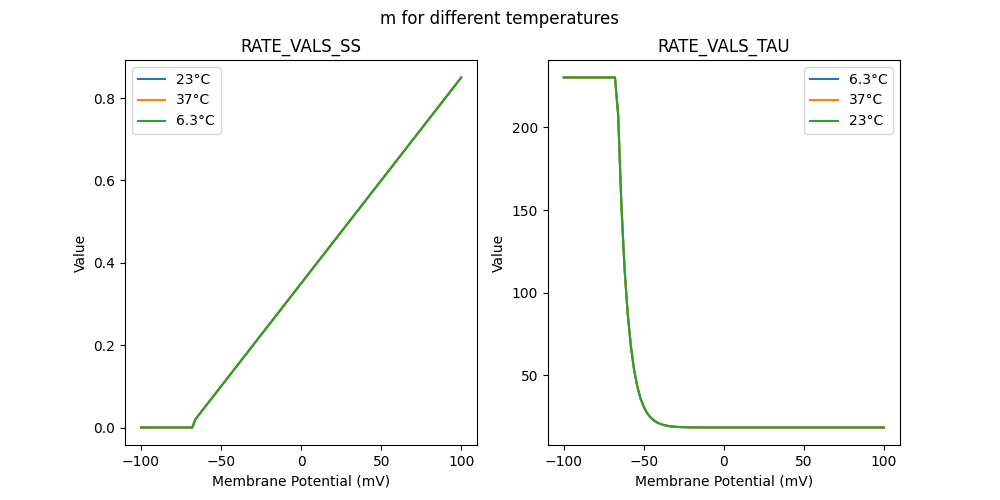 m for different temperatures
RATE_VALS_SS
23°C
37°C
6.3°C
0.8
0.6
0.4
0.2
0.0
Value
−100
−50
0
50
100
Membrane Potential (mV)
RATE_VALS_TAU
6.3°C
37°C
23°C
200
150
100
50
Value
−100
−50
0
50
100
Membrane Potential (mV)